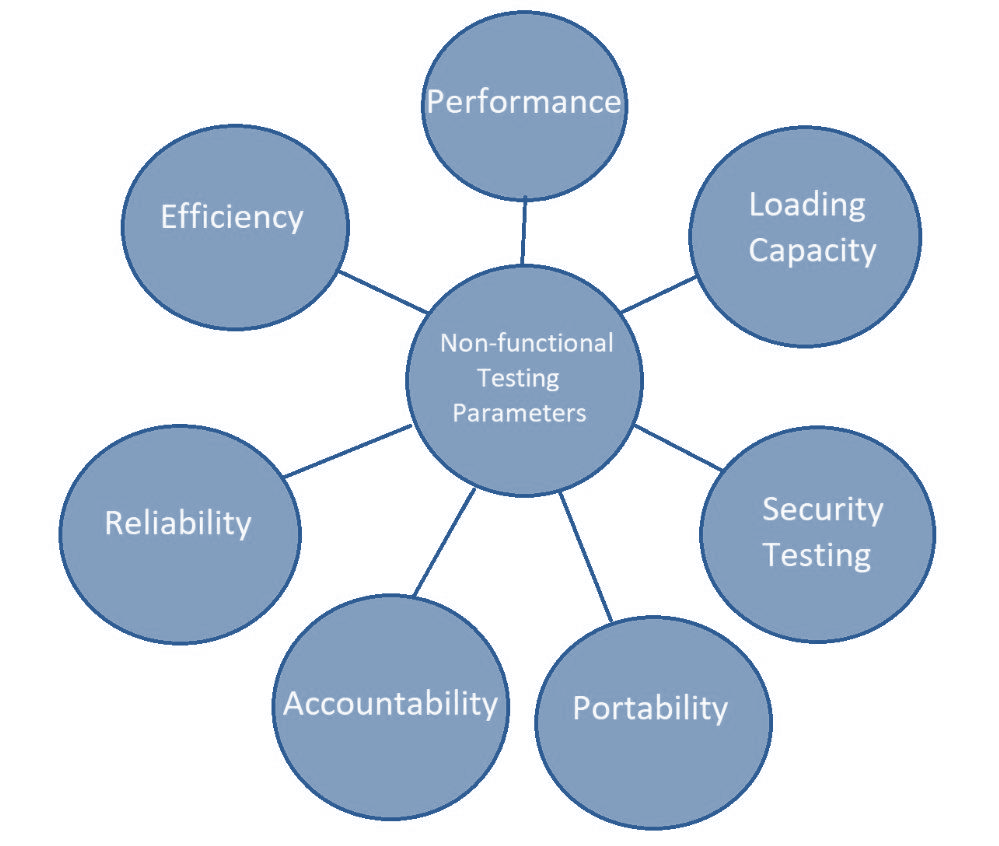 Performance
Efficiency
Loading
Capacity
Non-functional
Testing
Parameters
Reliability
Security
Testing
Accountability
Portability